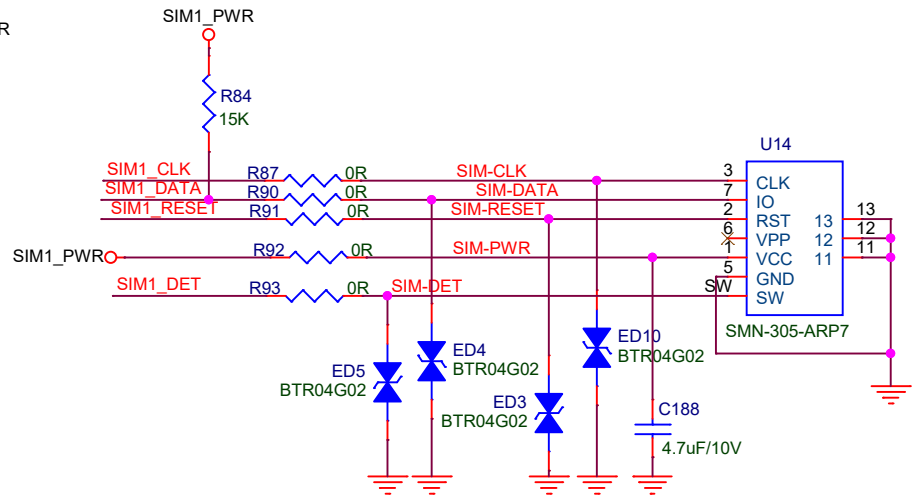 SIM1_PWR
R
R84
15K
U14
SIM1_CLK R87 0R SIM-CLK 3 CLK
SIM1_DATA R90 0R SIM-DATA 7 IO
SIM1_RESET R91 0R SIM-RESET 2 RST 13 13
6 VPP 12 12
SIM1_PWR R92 0R SIM-PWR 1 VCC 11 11
5 GND
SIM1_DET R93 0R SIM-DET SW SW
SMN-305-ARP7
ED10
BTR04G02
ED4
BTR04G02
ED5
BTR04G02
ED3
BTR04G02
C188
4.7uF/10V